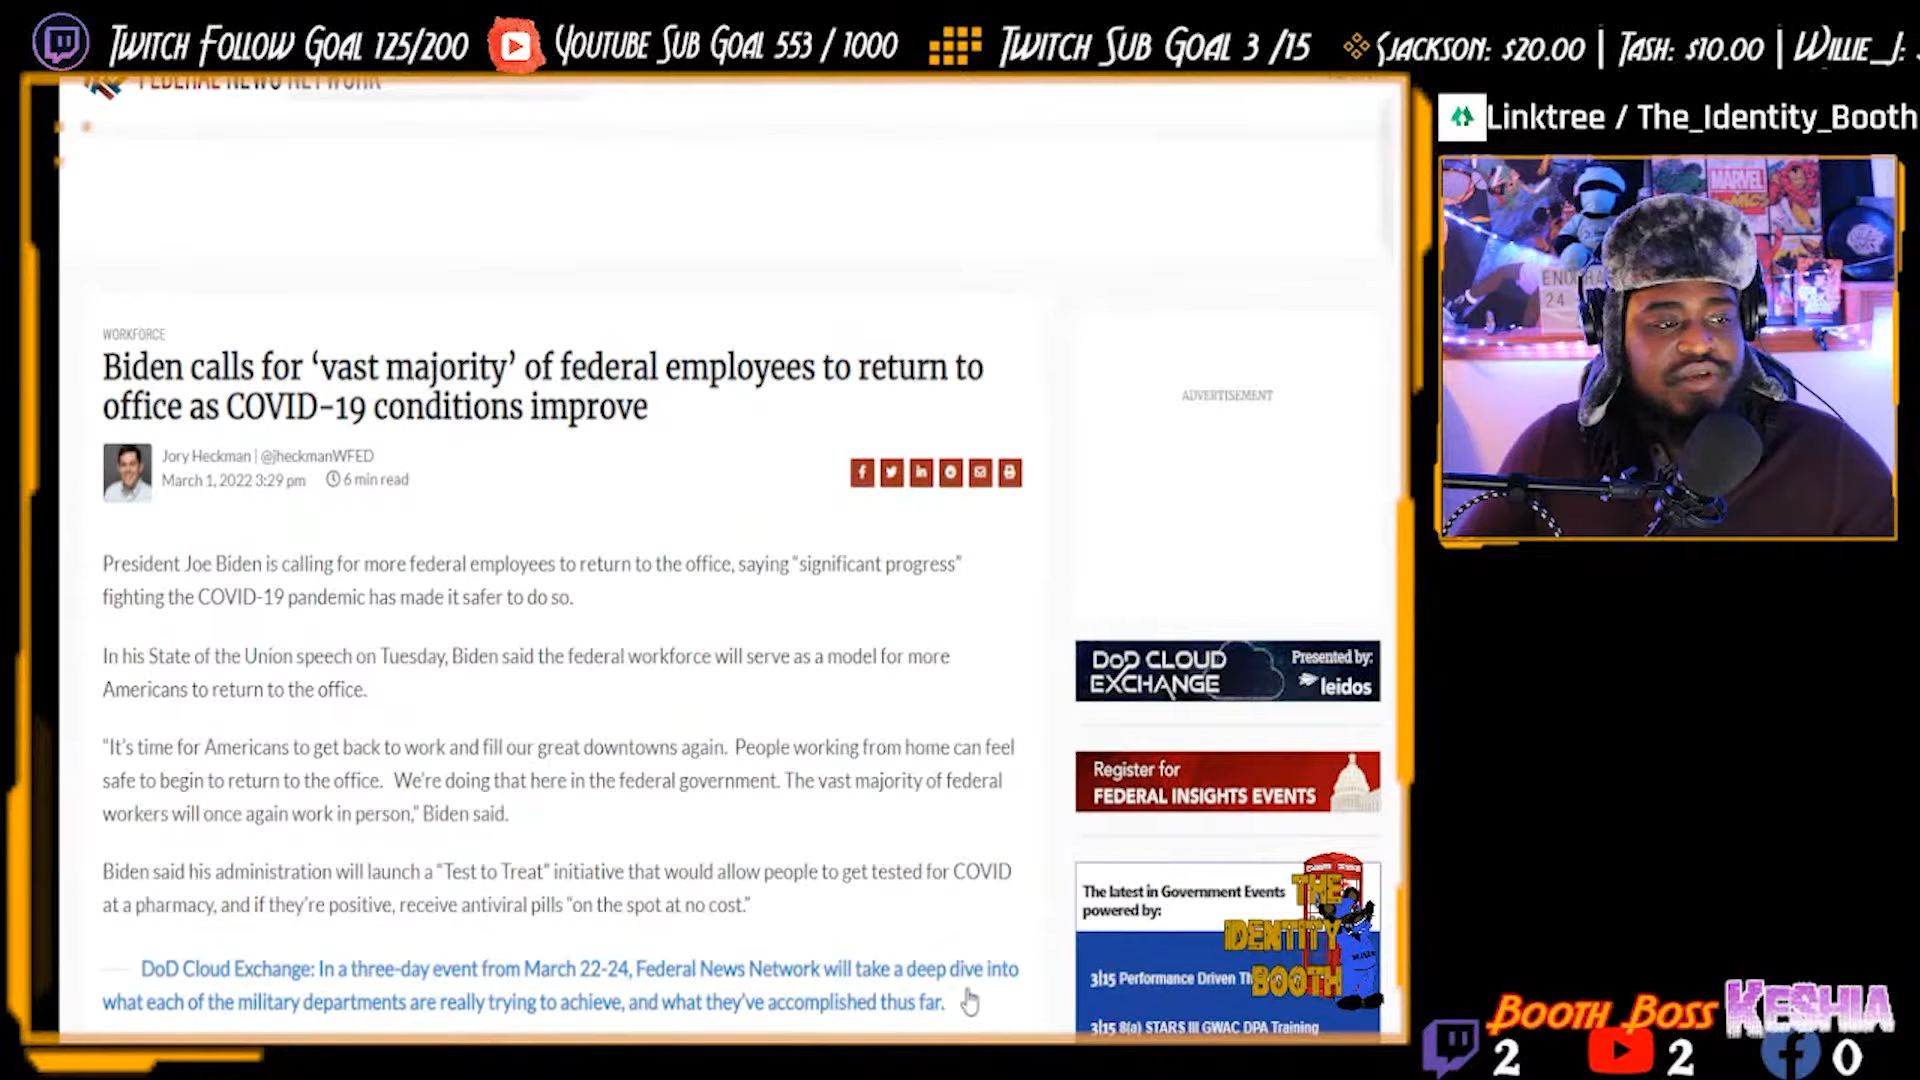 TWITCH FOLLOW GOAL 125/200
YOUTUBE SUB GOAL 553 / 1000
TWITCH SUB GOAL 3 /15
SJACKSON: $20.00 | TASH: $10.00 | WILLIE_J:
FEDERAL NEWS NETWORK
Linktree / The_Identity_Booth
MARVEL
COMICS
24
WORKFORCE
Biden calls for ‘vast majority’ of federal employees to return to
office as COVID-19 conditions improve
Jory Heckman | @jheckmanWFED
March 1, 2022 3:29 pm 6 min read
ADVERTISEMENT
President Joe Biden is calling for more federal employees to return to the office, saying “significant progress”
fighting the COVID-19 pandemic has made it safer to do so.
In his State of the Union speech on Tuesday, Biden said the federal workforce will serve as a model for more
Americans to return to the office.
“It’s time for Americans to get back to work and fill our great downtowns again. People working from home can feel
safe to begin to return to the office. We’re doing that here in the federal government. The vast majority of federal
workers will once again work in person,” Biden said.
Biden said his administration will launch a “Test to Treat” initiative that would allow people to get tested for COVID
at a pharmacy, and if they’re positive, receive antiviral pills “on the spot at no cost.”
DoD Cloud Exchange: In a three-day event from March 22-24, Federal News Network will take a deep dive into
what each of the military departments are really trying to achieve, and what they’ve accomplished thus far.
DoD CLOUD
EXCHANGE
Presented by:
leidos
Register for
FEDERAL INSIGHTS EVENTS
The latest in Government Events
powered by:
THE
IDENTITY
BOOTH
3|15 Performance Driven Th
3|15 8(a) STARS III GWAC DPA Training
BOOTH BOSS KESHIA
2
2
0